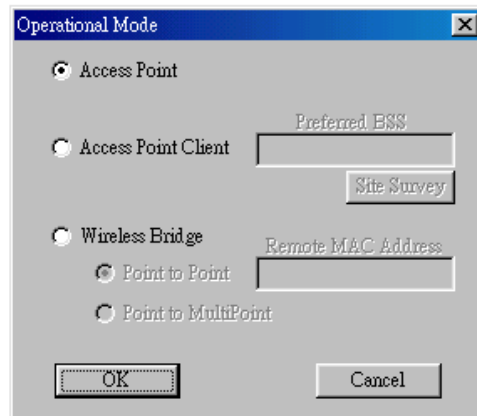 Operational Mode
Access Point
Preferred BSS
Access Point Client
Site Survey
Wireless Bridge
Remote MAC Address
Point to Point
Point to MultiPoint
OK
Cancel